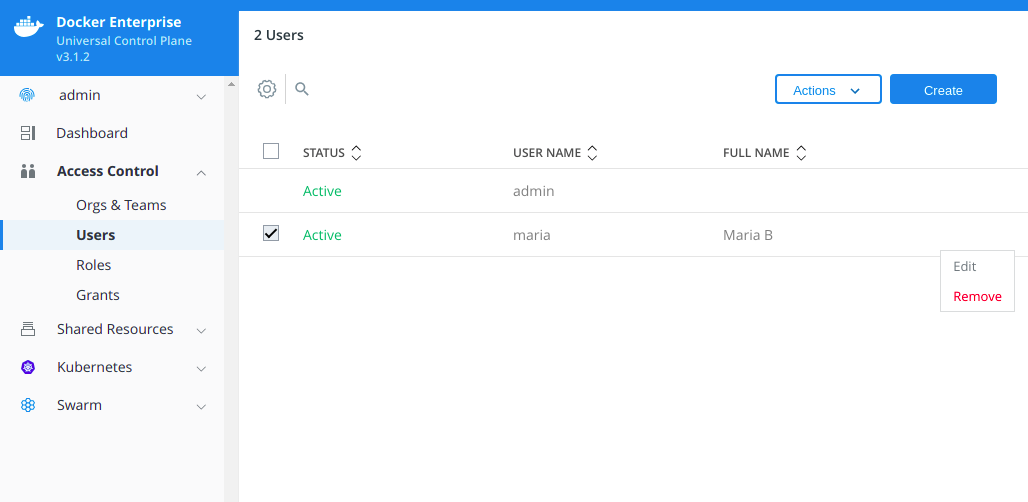 Docker Enterprise
Universal Control Plane
v3.1.2
admin
Dashboard
Access Control
Orgs & Teams
Users
Roles
Grants
Shared Resources
Kubernetes
Swarm
2 Users
Actions
Create
STATUS USER NAME FULL NAME
Active admin
Active maria Maria B
Edit
Remove